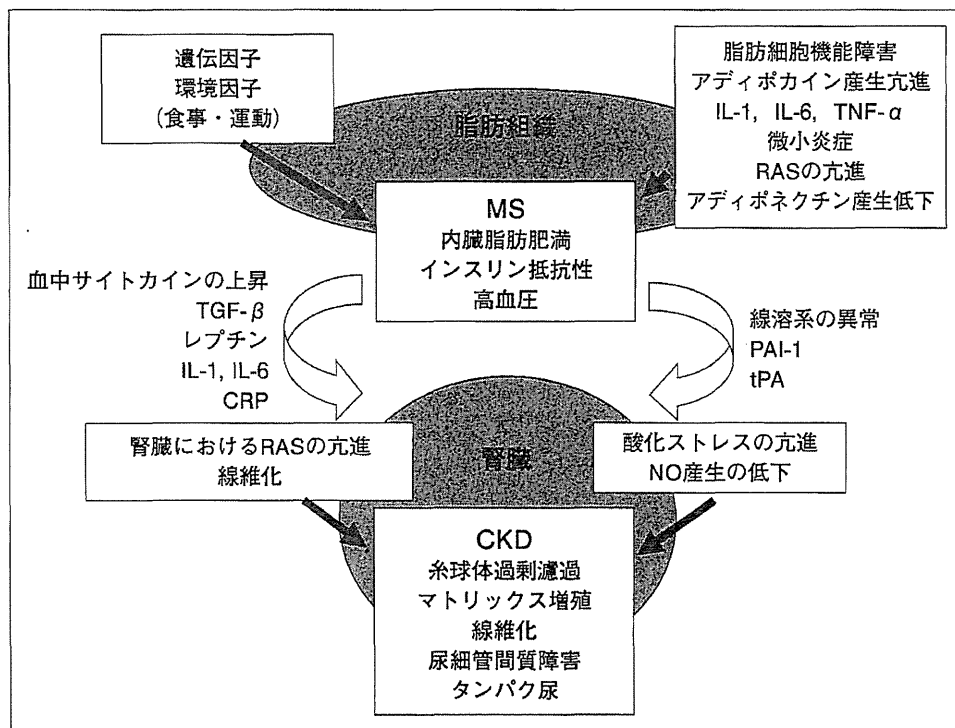 遺伝因子
環境因子
(食事・運動)
脂肪細胞機能障害
アディポカイン産生亢進
IL-1, IL-6, TNF-α
微小炎症
RASの亢進
アディポネクチン産生低下
脂肪組織
MS
内臓脂肪肥満
インスリン抵抗性
高血圧
血中サイトカインの上昇
TGF-β
レプチン
IL-1, IL-6
CRP
線溶系の異常
PAI-1
tPA
腎臓におけるRASの亢進
線維化
腎臓
酸化ストレスの亢進
NO産生の低下
CKD
糸球体過剰濾過
マトリックス増殖
線維化
尿細管間質障害
タンパク尿